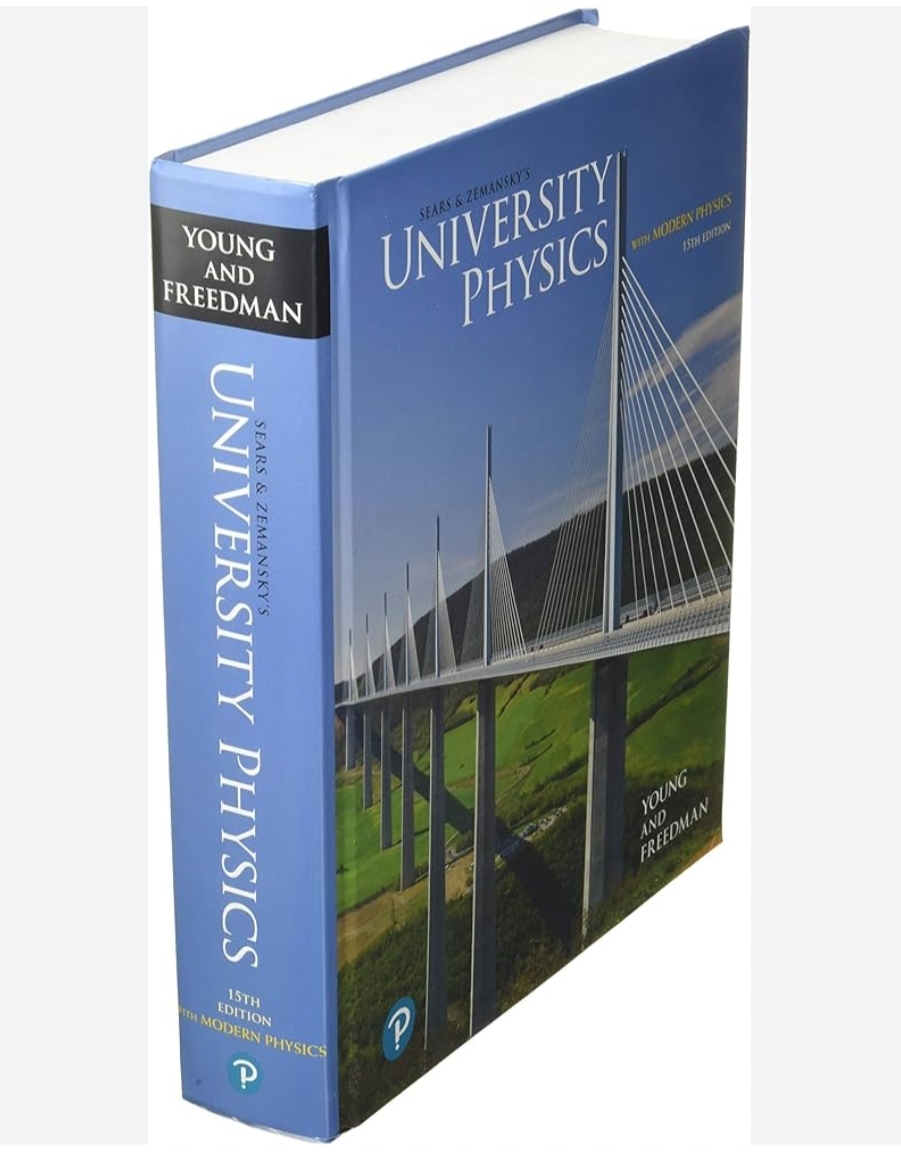 SEARS & ZEMANSKY'S
UNIVERSITY
PHYSICS
WITH MODERN PHYSICS
15TH EDITION
YOUNG
AND
FREEDMAN
YOUNG
AND
FREEDMAN
SEARS & ZEMANSKY'S
UNIVERSITY PHYSICS
15TH
EDITION
WITH MODERN PHYSICS